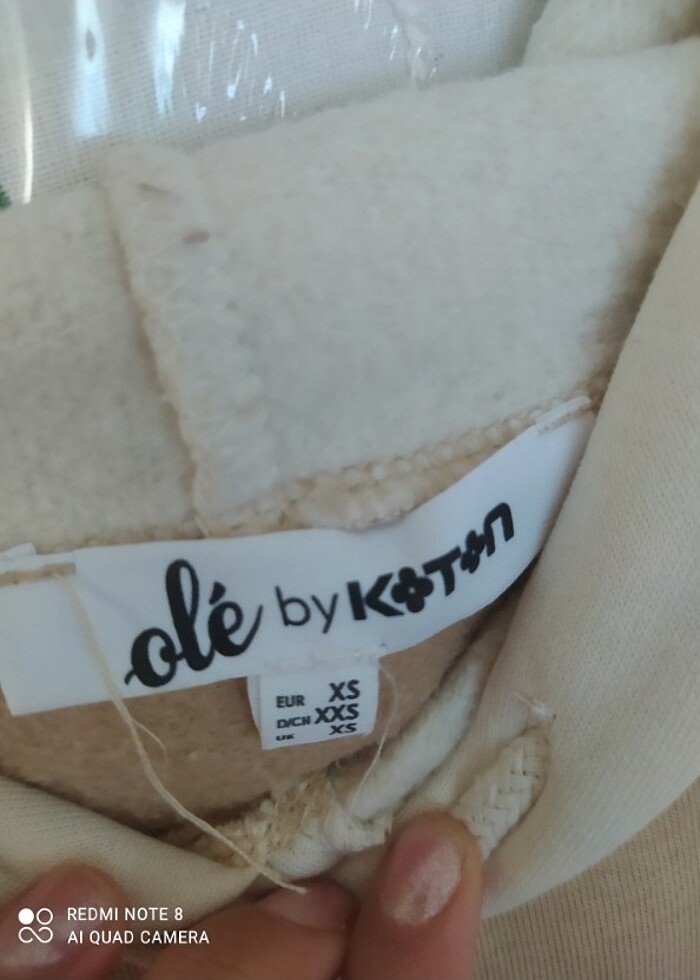 olé by KOTON
EUR XS
D/CH XXS
UK XS
REDMI NOTE 8
AI QUAD CAMERA